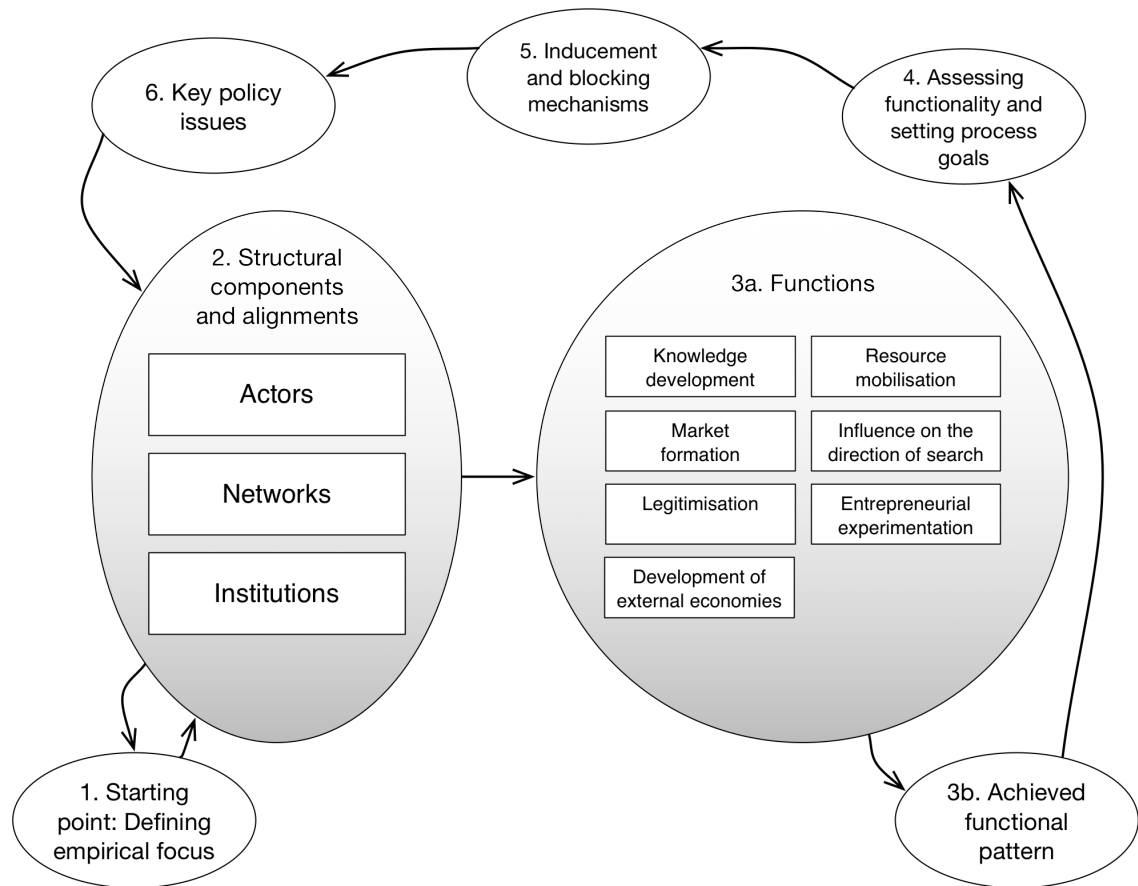 5. Inducement
and blocking
mechanisms
6. Key policy
issues
4. Assessing
functionality and
setting process
goals
2. Structural
components
and alignments
Actors
Networks
Institutions
3a. Functions
Knowledge
development
Resource
mobilisation
Market
formation
Influence on the
direction of search
Legitimisation
Entrepreneurial
experimentation
Development of
external economies
1. Starting
point: Defining
empirical focus
3b. Achieved
functional
pattern